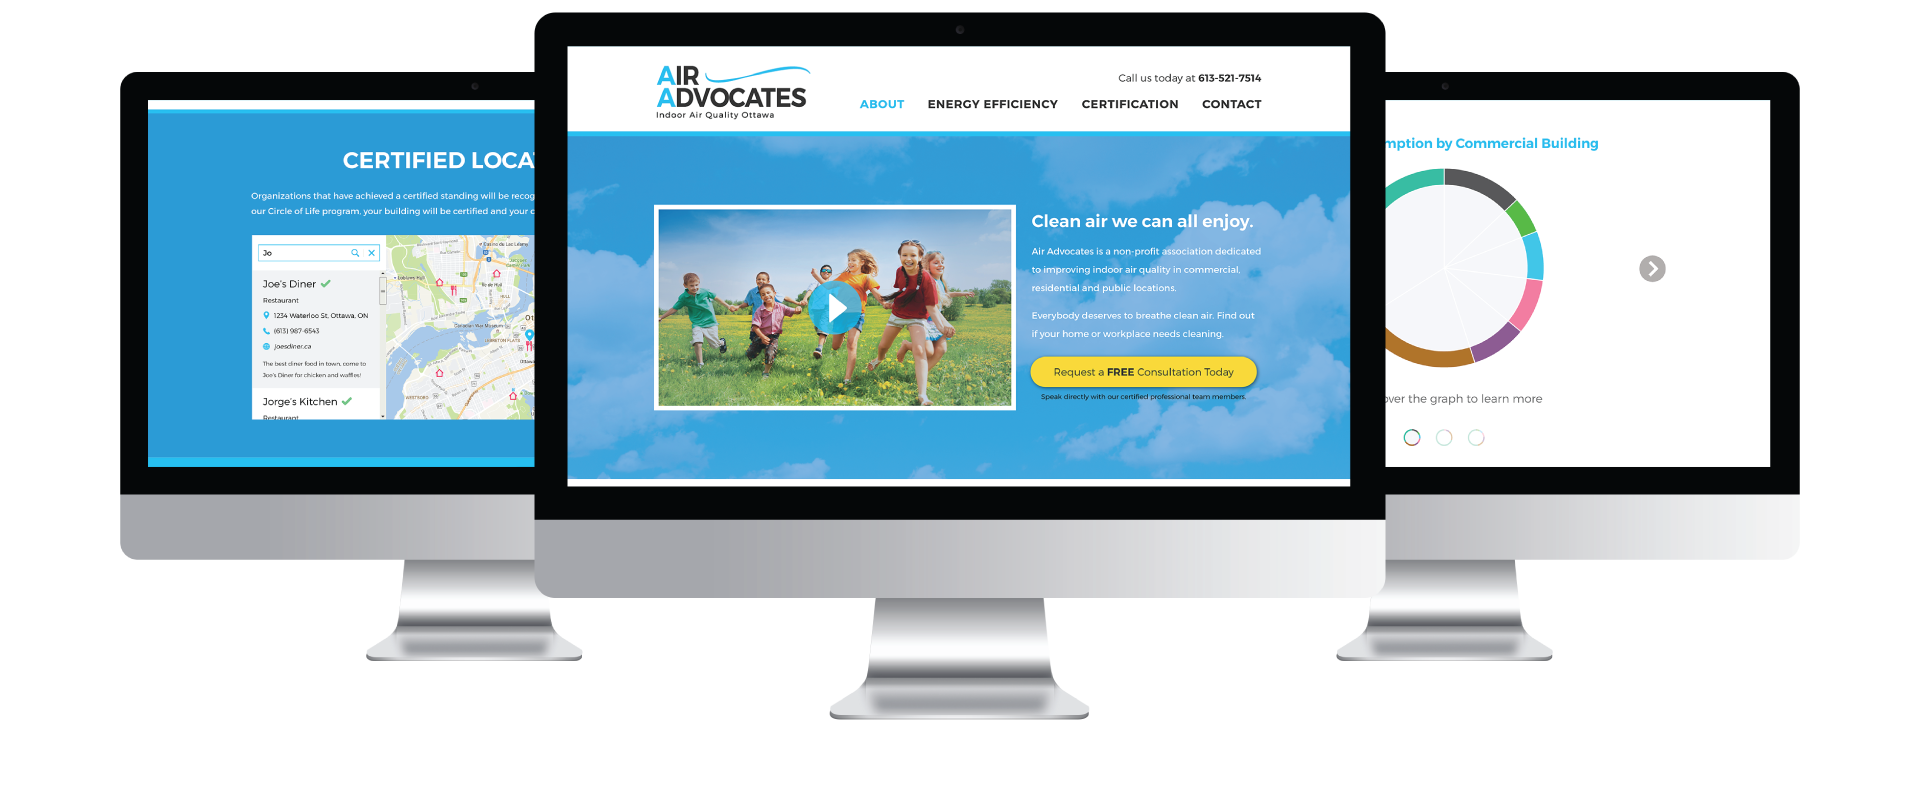 CERTIFIED LOCA
Organizations that have achieved a certified standing will be recog
our Circle of Life program, your building will be certified and your
Jo
Joe's Diner
Restaurant
1234 Waterloo St, Ottawa, ON
(613) 987-6543
joesdiner.ca
The best diner food in town, come to
Joe's Diner for chicken and waffles!
Jorge's Kitchen
Restaurant
AIR
ADVOCATES
Indoor Air Quality Ottawa
Call us today at 613-521-7514
ABOUT ENERGY EFFICIENCY CERTIFICATION CONTACT
Clean air we can all enjoy.
Air Advocates is a non-profit association dedicated
to improving indoor air quality in commercial,
residential and public locations.
Everybody deserves to breathe clean air. Find out
if your home or workplace needs cleaning.
Request a FREE Consultation Today
Speak directly with our certified professional team members.
mption by Commercial Building
over the graph to learn more